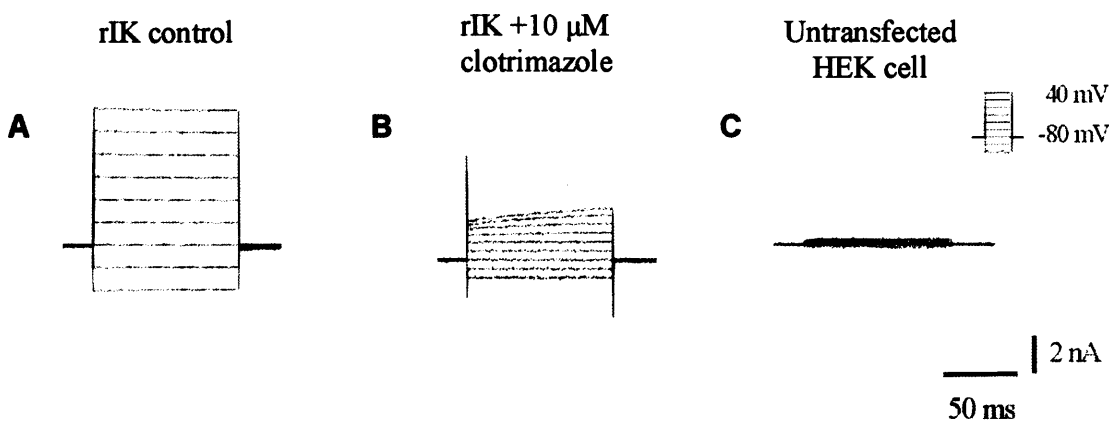 rIK control
rIK +10 µM
clotrimazole
Untransfected
HEK cell
A
B
C
40 mV
-80 mV
2 nA
50 ms